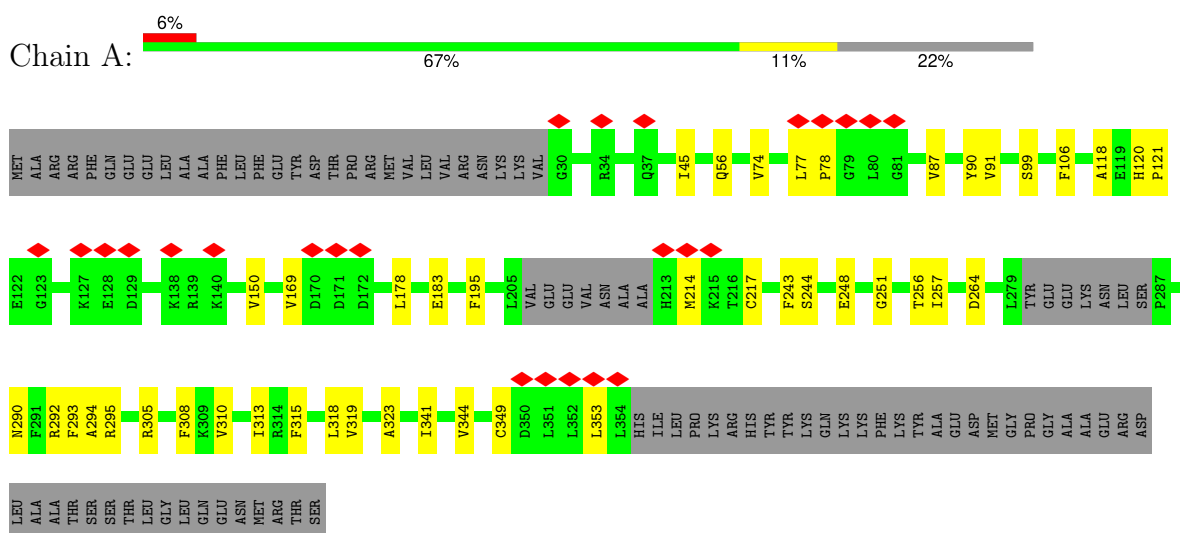 6%
Chain A:
67% 11% 22%
MET ALA ARG ARG PHE GLN GLU GLU LEU ALA ALA PHE LEU PHE GLU TYR ASP THR PRO ARG MET VAL LEU VAL ARG ASN LYS LYS VAL G30 R34 Q37 I45 Q56 V74 L77 P78 G79 L80 G81 V87 Y90 V91 S99 F106 A118 E119 H120 P121
E122 G123 K127 E128 D129 K138 R139 K140 V150 V169 D170 D171 D172 L178 E183 F195 L205 VAL GLU GLU VAL ASN ALA ALA H213 M214 K215 T216 C217 F243 S244 E248 G251 T256 I257 D264 L279 TYR GLU GLU LYS ASN LEU SER P287
N290 F291 R292 F293 A294 R295 R305 F308 K309 V310 I313 R314 F315 L318 V319 A323 I341 V344 C349 D350 L351 L352 L353 L354 HIS ILE LEU PRO LYS ARG HIS TYR TYR LYS GLN LYS LYS PHE LYS TYR ALA GLU ASP MET GLY PRO GLY ALA ALA GLU ARG ASP
LEU ALA ALA THR SER SER THR LEU GLY LEU GLN GLU ASN MET ARG THR SER